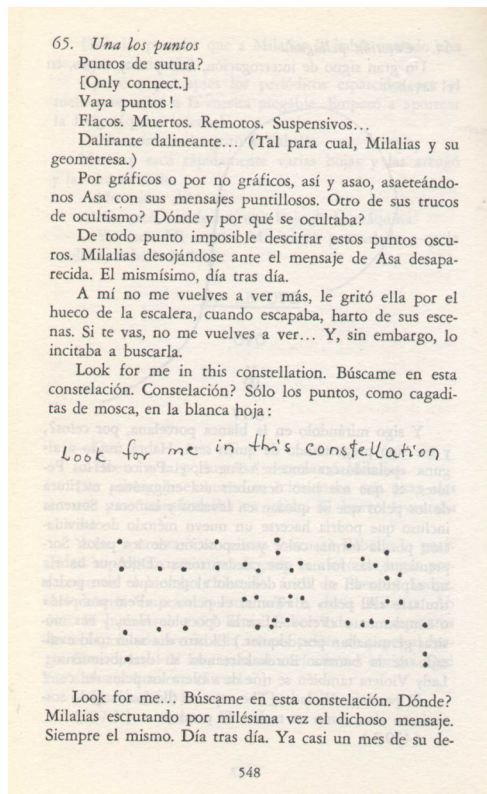 65. Una los puntos
Puntos de sutura?
[Only connect.]
Vaya puntos!
Flacos. Muertos. Remotos. Suspensivos...
Dalirante dalineante... (Tal para cual, Milalias y su
geometresa.)
Por gráficos o por no gráficos, así y asao, asaeteándo-
nos Asa con sus mensajes puntillosos. Otro de sus trucos
de ocultismo? Dónde y por qué se ocultaba?
De todo punto imposible descifrar estos puntos oscu-
ros. Milalias desojándose ante el mensaje de Asa desapa-
recida. El mismísimo, día tras día.
A mí no me vuelves a ver más, le gritó ella por el
hueco de la escalera, cuando escapaba, harto de sus esce-
nas. Si te vas, no me vuelves a ver... Y, sin embargo, lo
incitaba a buscarla.
Look for me in this constellation. Búscame en esta
constelación. Constelación? Sólo los puntos, como cagadi-
tas de mosca, en la blanca hoja:
Look for me in this constellation
Look for me... Búscame en esta constelación. Dónde?
Milalias escrutando por milésima vez el dichoso mensaje.
Siempre el mismo. Día tras día. Ya casi un mes de su de-
548